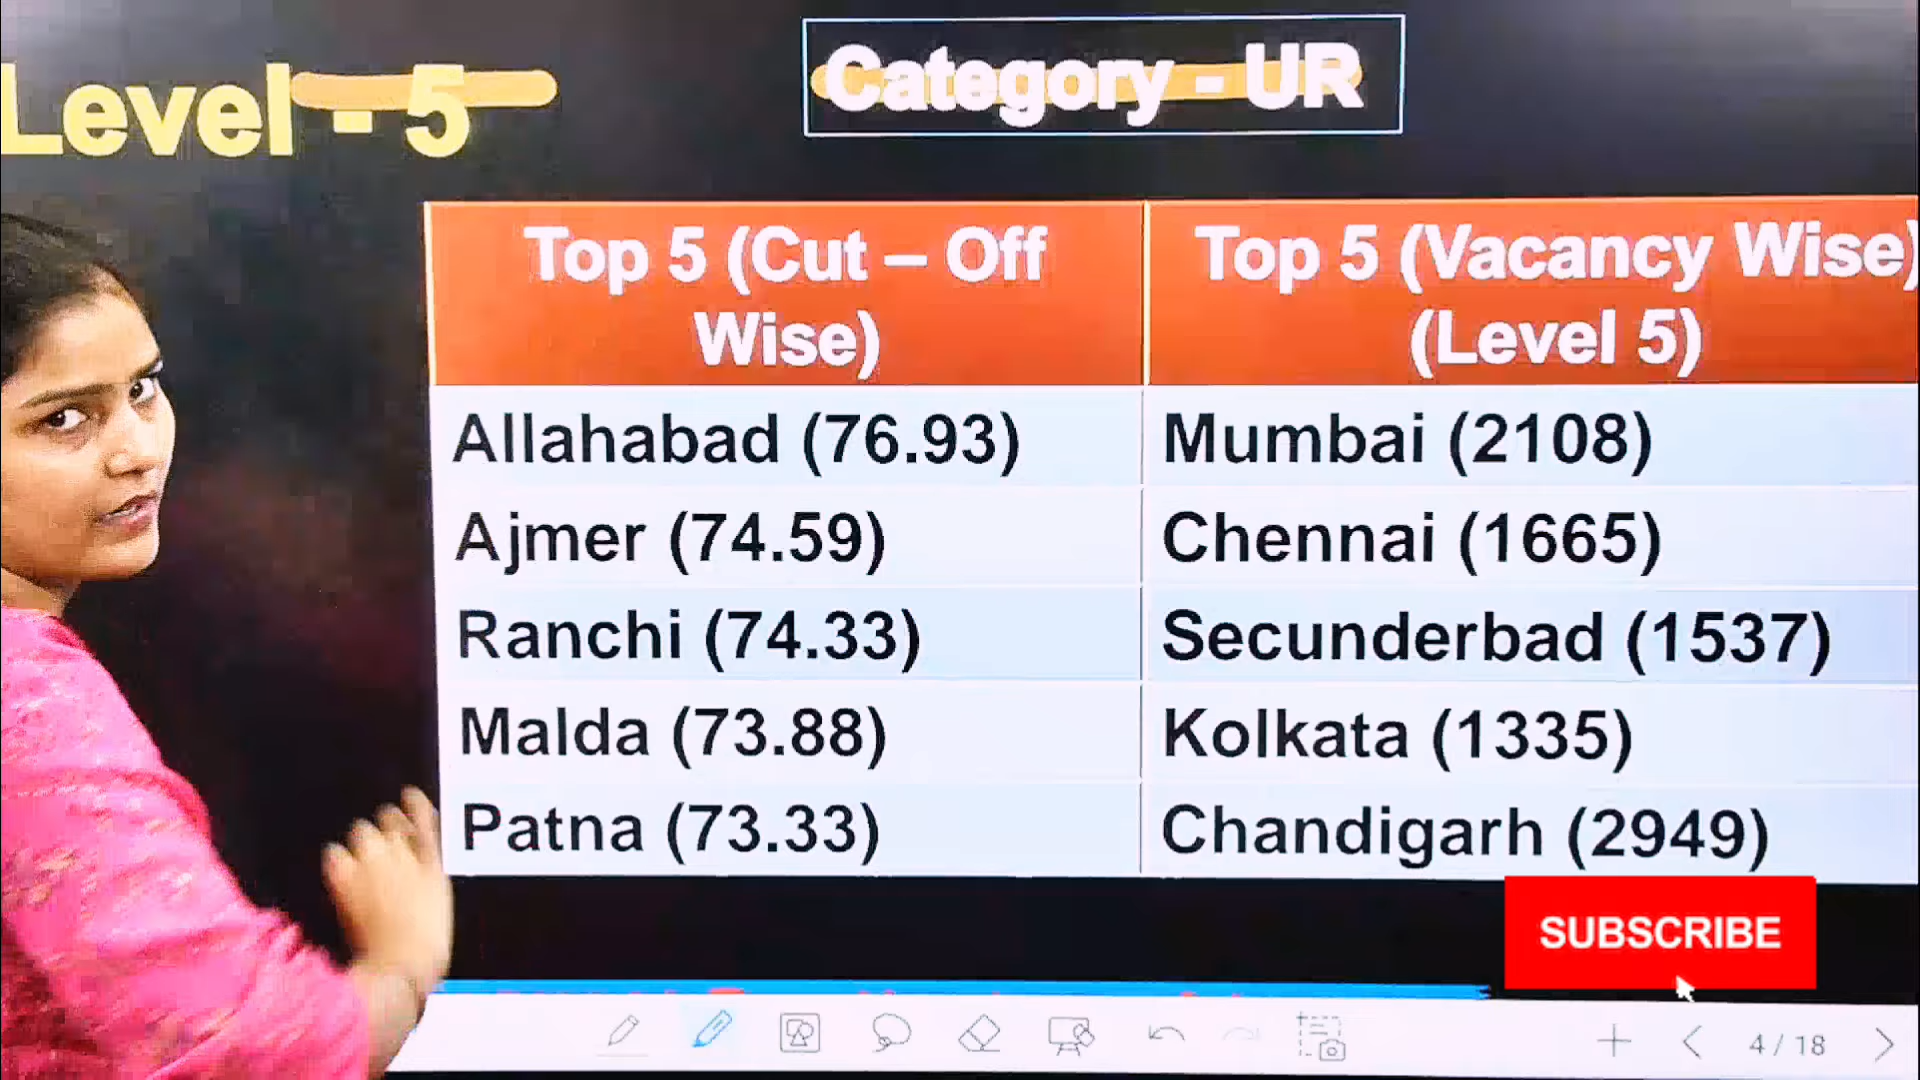 Level - 5
Category - UR
Top 5 (Cut – Off
Wise)
Top 5 (Vacancy Wise)
(Level 5)
Allahabad (76.93)
Mumbai (2108)
Ajmer (74.59)
Chennai (1665)
Ranchi (74.33)
Secunderbad (1537)
Malda (73.88)
Kolkata (1335)
Patna (73.33)
Chandigarh (2949)
SUBSCRIBE
4 / 18